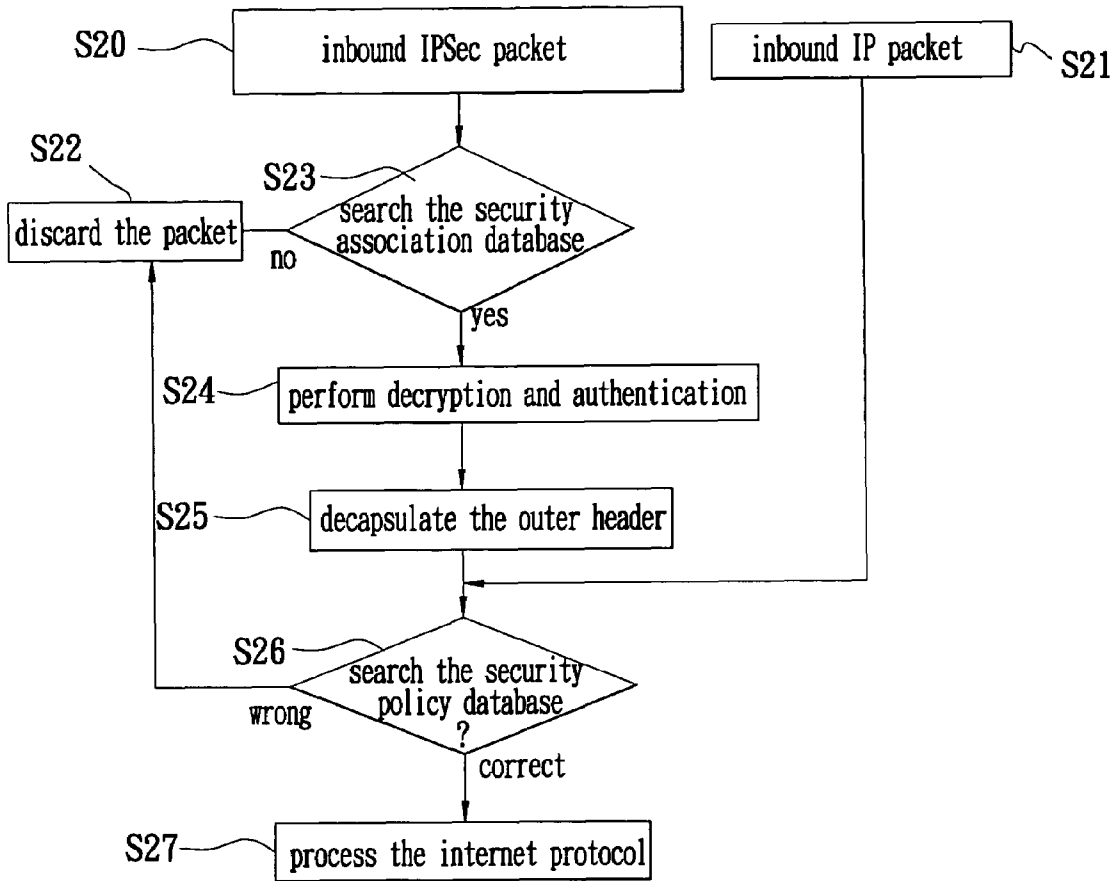 S20
inbound IPSec packet
inbound IP packet
S21
S22
S23
search the security
association database
discard the packet
no
yes
S24
perform decryption and authentication
S25
decapsulate the outer header
S26
search the security
policy database
?
wrong
correct
S27
process the internet protocol